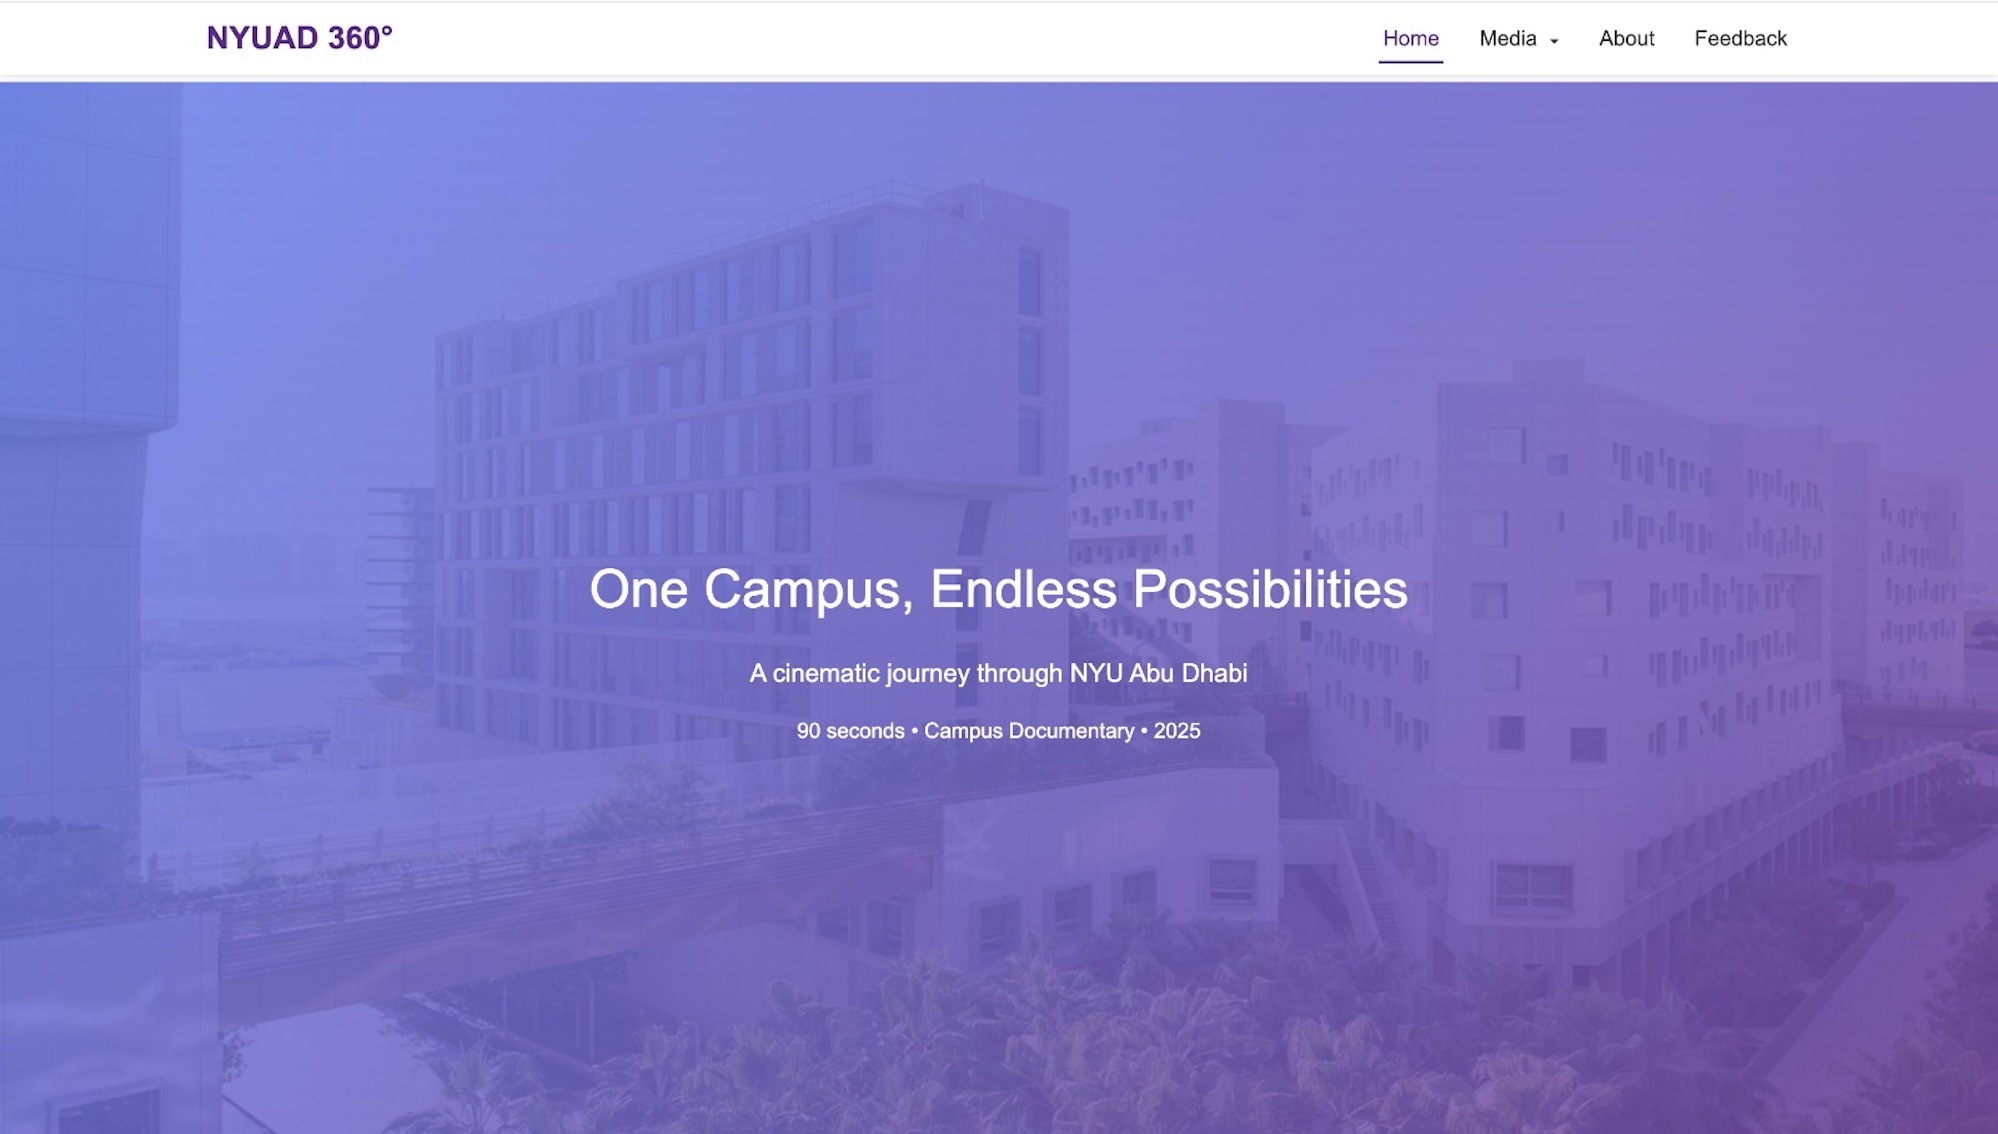 NYUAD 360°
Home Media About Feedback
One Campus, Endless Possibilities
A cinematic journey through NYU Abu Dhabi
90 seconds • Campus Documentary • 2025